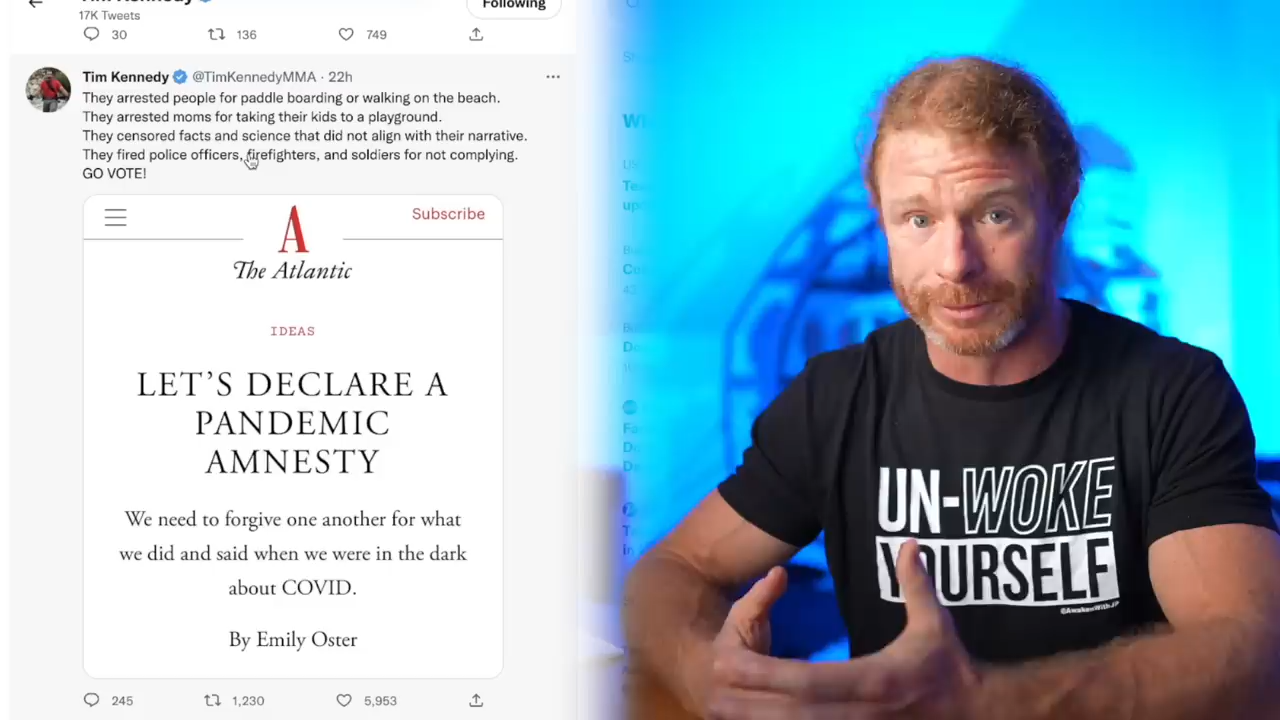 Tim Kennedy
17K Tweets
Following
30
136
749
Tim Kennedy @TimKennedyMMA · 22h
They arrested people for paddle boarding or walking on the beach.
They arrested moms for taking their kids to a playground.
They censored facts and science that did not align with their narrative.
They fired police officers, firefighters, and soldiers for not complying.
GO VOTE!
A
Subscribe
The Atlantic
IDEAS
LET'S DECLARE A
PANDEMIC
AMNESTY
We need to forgive one another for what
we did and said when we were in the dark
about COVID.
By Emily Oster
245
1,230
5,953
UN-WOKE
YOURSELF
@AwakenWithJP